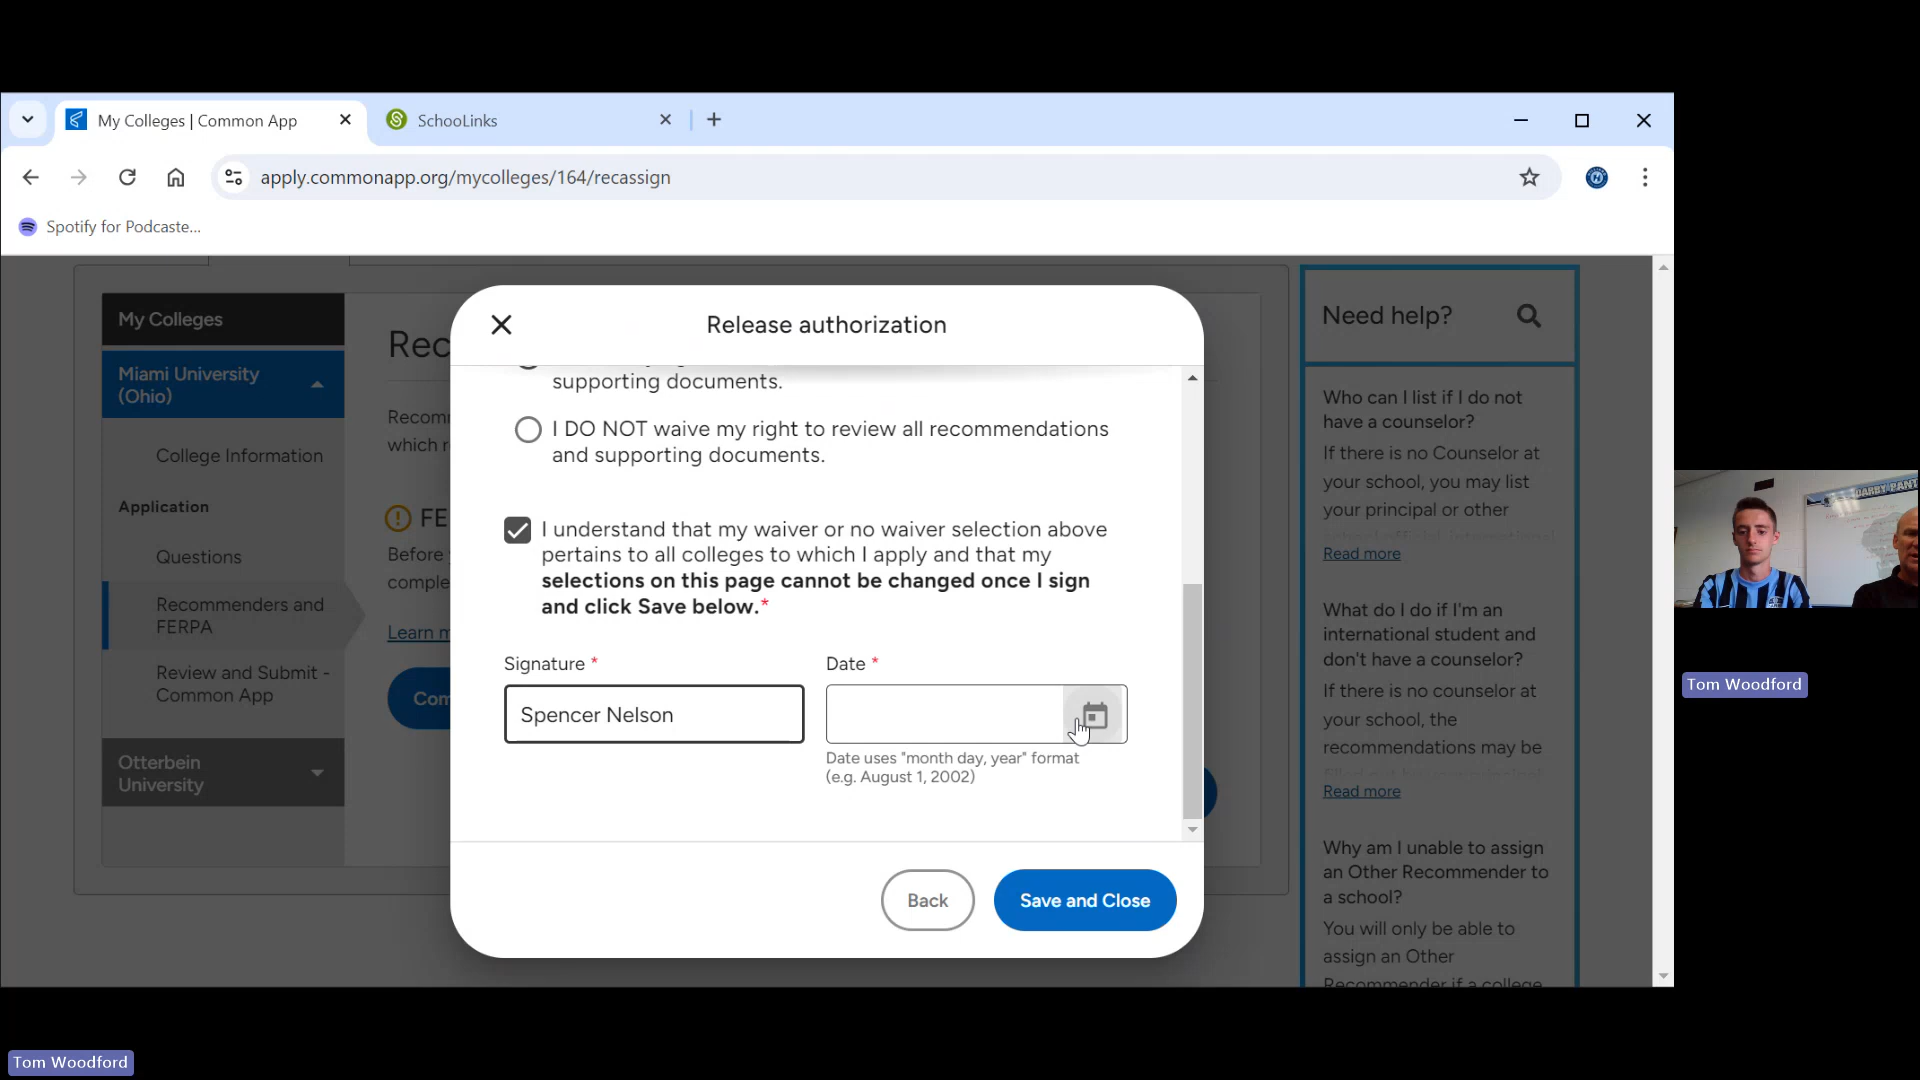 My Colleges | Common App
SchooLinks
apply.commonapp.org/mycolleges/164/recassign
Spotify for Podcaste...
My Colleges
Miami University
(Ohio)
College Information
Application
Questions
Recommenders and
FERPA
Review and Submit -
Common App
Otterbein
University
Rec
Recomm
which r
FE
Before
comple
Learn m
Com
Release authorization
supporting documents.
I DO NOT waive my right to review all recommendations
and supporting documents.
I understand that my waiver or no waiver selection above
pertains to all colleges to which I apply and that my
selections on this page cannot be changed once I sign
and click Save below.*
Signature *
Spencer Nelson
Date *
Date uses "month day, year" format
(e.g. August 1, 2002)
Back
Save and Close
Need help?
Who can I list if I do not
have a counselor?
If there is no Counselor at
your school, you may list
your principal or other
Read more
What do I do if I'm an
international student and
don't have a counselor?
If there is no counselor at
your school, the
recommendations may be
Read more
Why am I unable to assign
an Other Recommender to
a school?
You will only be able to
assign an Other
Recommender if a college
DARBY PANT
Tom Woodford
Tom Woodford